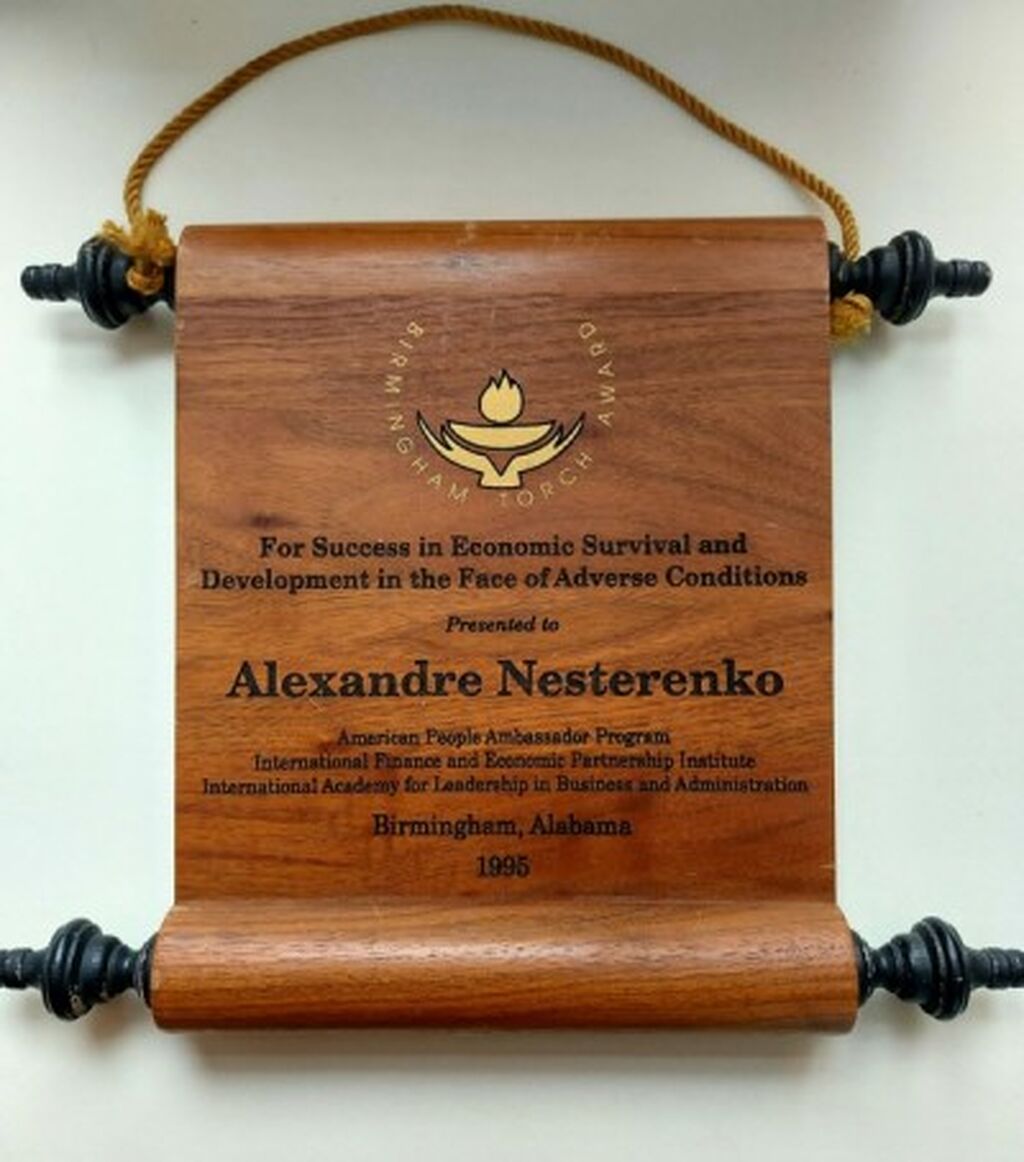 BIRMINGHAM TORCH AWARD
For Success in Economic Survival and
Development in the Face of Adverse Conditions
Presented to
Alexandre Nesterenko
American People Ambassador Program
International Finance and Economic Partnership Institute
International Academy for Leadership in Business and Administration
Birmingham, Alabama
1995